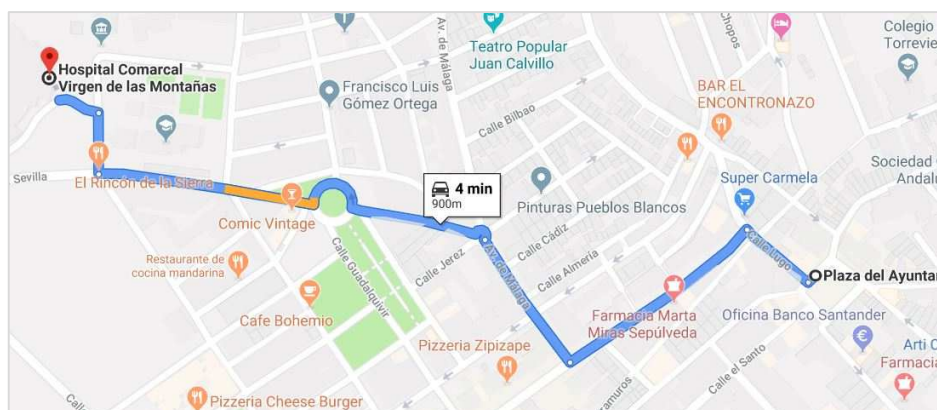 Chopos
Colegio
Torrevie
Teatro Popular
Juan Calvillo
Av. de Málaga
Hospital Comarcal
Virgen de las Montañas
Francisco Luis
Gómez Ortega
BAR EL
ENCONTRONAZO
Calle Bilbao
Sevilla
El Rincón de la Sierra
4 min
900m
Sociedad
Andalu
Super Carmela
Pinturas Pueblos Blancos
Comic Vintage
Calle Cádiz
Calle Lugo
Calle Jerez
Av. de Málaga
Calle Almería
Restaurante de
cocina mandarina
Calle Guadalquivir
Plaza del Ayuntam
Cafe Bohemio
Farmacia Marta
Miras Sepúlveda
Oficina Banco Santander
Pizzeria Zipizape
Calle el Santo
Arti C
Farmacia
Calle
Pizzeria Cheese Burger
amuros